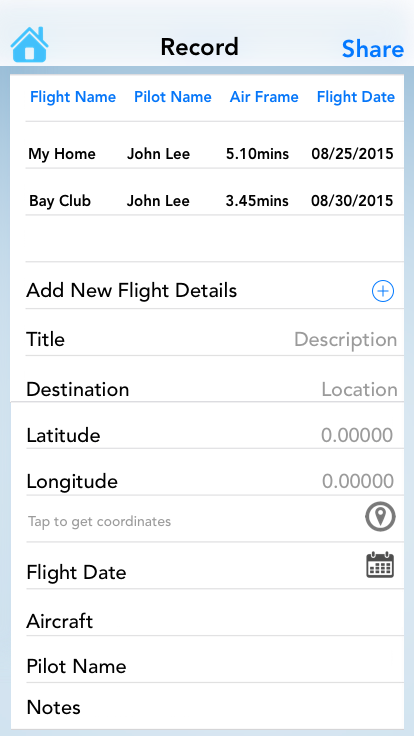 Record Share
Flight Name Pilot Name Air Frame Flight Date
My Home John Lee 5.10mins 08/25/2015
Bay Club John Lee 3.45mins 08/30/2015
Add New Flight Details
Title Description
Destination Location
Latitude 0.00000
Longitude 0.00000
Tap to get coordinates
Flight Date
Aircraft
Pilot Name
Notes